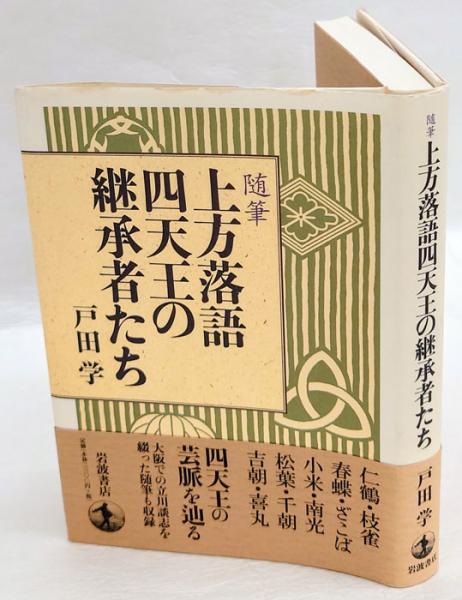 随筆
上方落語
四天王の
継承者たち
戸田 学
仁鶴・枝雀
春蝶・ざこば
小米・南光
松葉・千朝
吉朝・喜丸
四天王の
芸脈を辿る
大阪での立川談志を
綴った随筆も収録
岩波書店
随筆
上方落語四天王の継承者たち
戸田 学
岩波書店